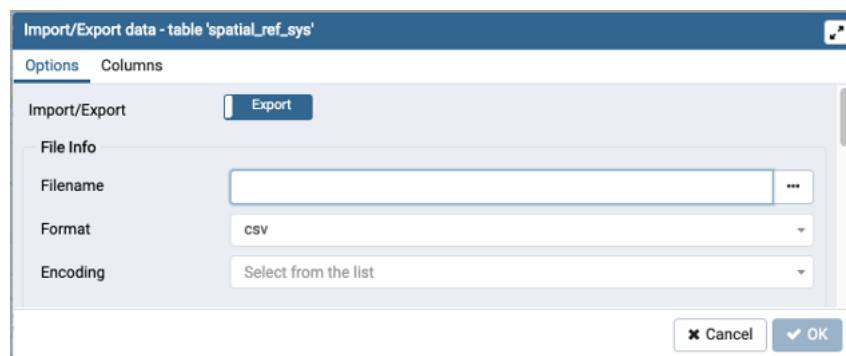 Import/Export data - table 'spatial_ref_sys'
Options Columns
Import/Export Export
File Info
Filename
Format csv
Encoding Select from the list
Cancel OK